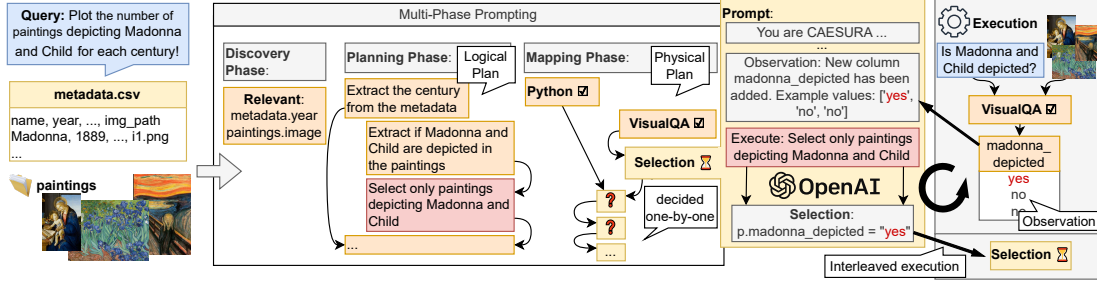 Query: Plot the number of
paintings depicting Madonna
and Child for each century!
metadata.csv
name, year, ..., img_path
Madonna, 1889, ..., i1.png
...
paintings
Multi-Phase Prompting
Discovery
Phase:
Relevant:
metadata.year
paintings.image
Planning Phase:
Logical
Plan
Extract the century
from the metadata
Extract if Madonna and
Child are depicted in
the paintings
Select only paintings
depicting Madonna and
Child
...
Mapping Phase:
Physical
Plan
Python ☑
VisualQA ☑
Selection ⏳
?
?
...
decided
one-by-one
Prompt:
You are CAESURA ...
...
Observation: New column
madonna_depicted has been
added. Example values: ['yes',
'no', 'no']
Execute: Select only paintings
depicting Madonna and Child
OpenAI
Selection:
p.madonna_depicted = "yes"
Interleaved execution
Execution
Is Madonna and
Child depicted?
VisualQA ☑
madonna_
depicted
yes
no
Observation
Selection ⏳